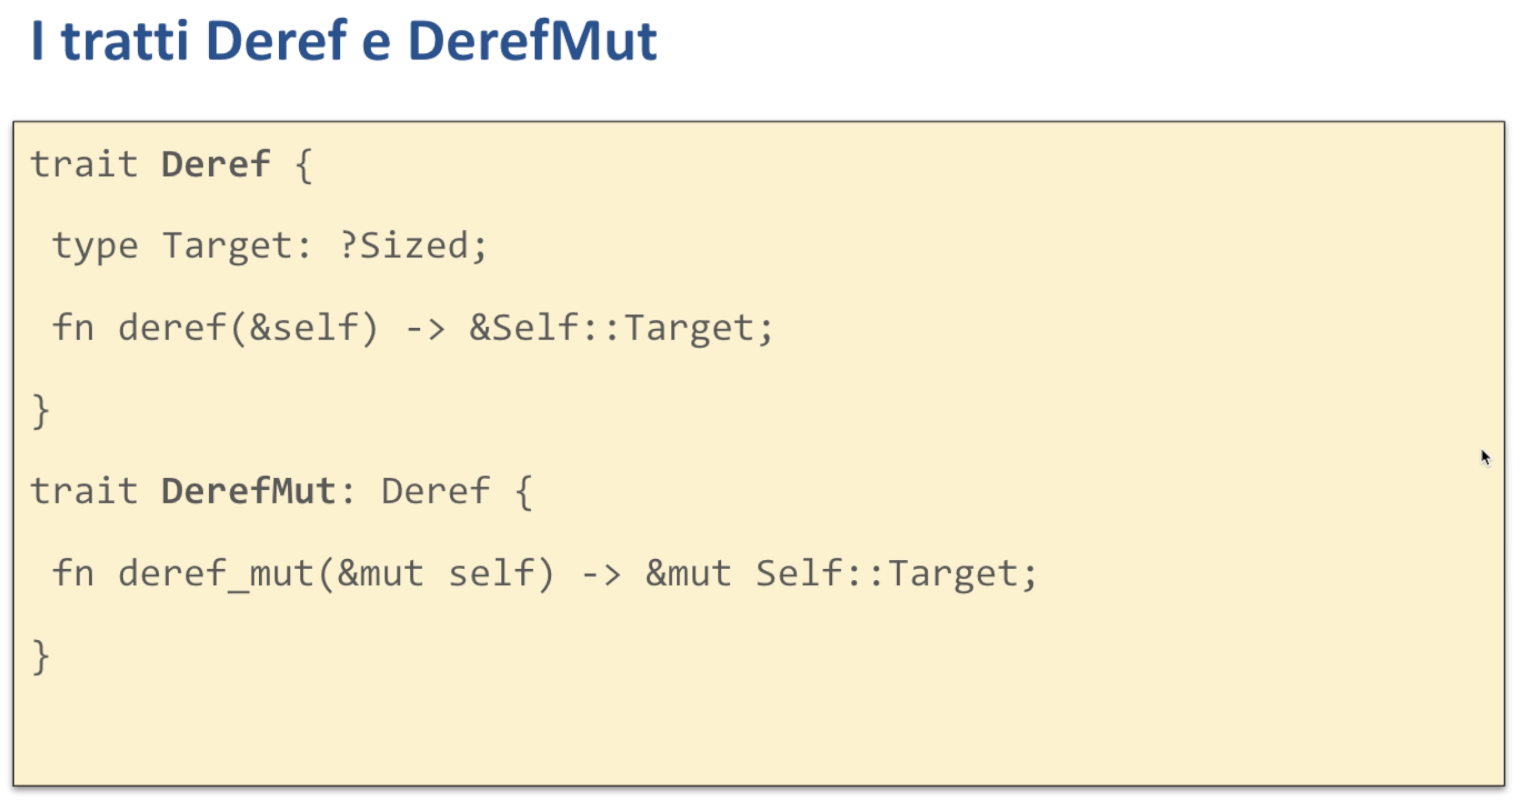 I tratti Deref e DerefMut
trait Deref {
type Target: ?Sized;
fn deref(&self) -> &Self::Target;
}
trait DerefMut: Deref {
fn deref_mut(&mut self) -> &mut Self::Target;
}